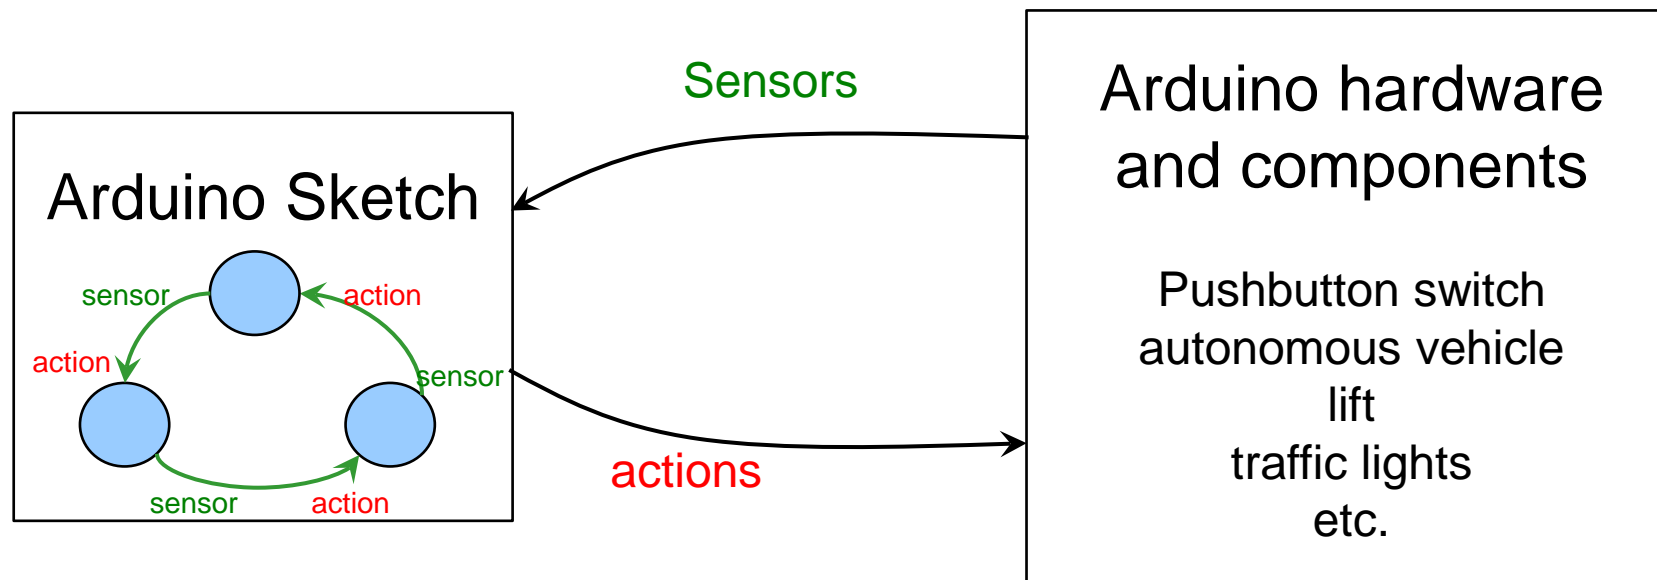 Sensors
Arduino hardware
and components
Arduino Sketch
sensor
action
action
sensor
sensor
action
actions
Pushbutton switch
autonomous vehicle
lift
traffic lights
etc.